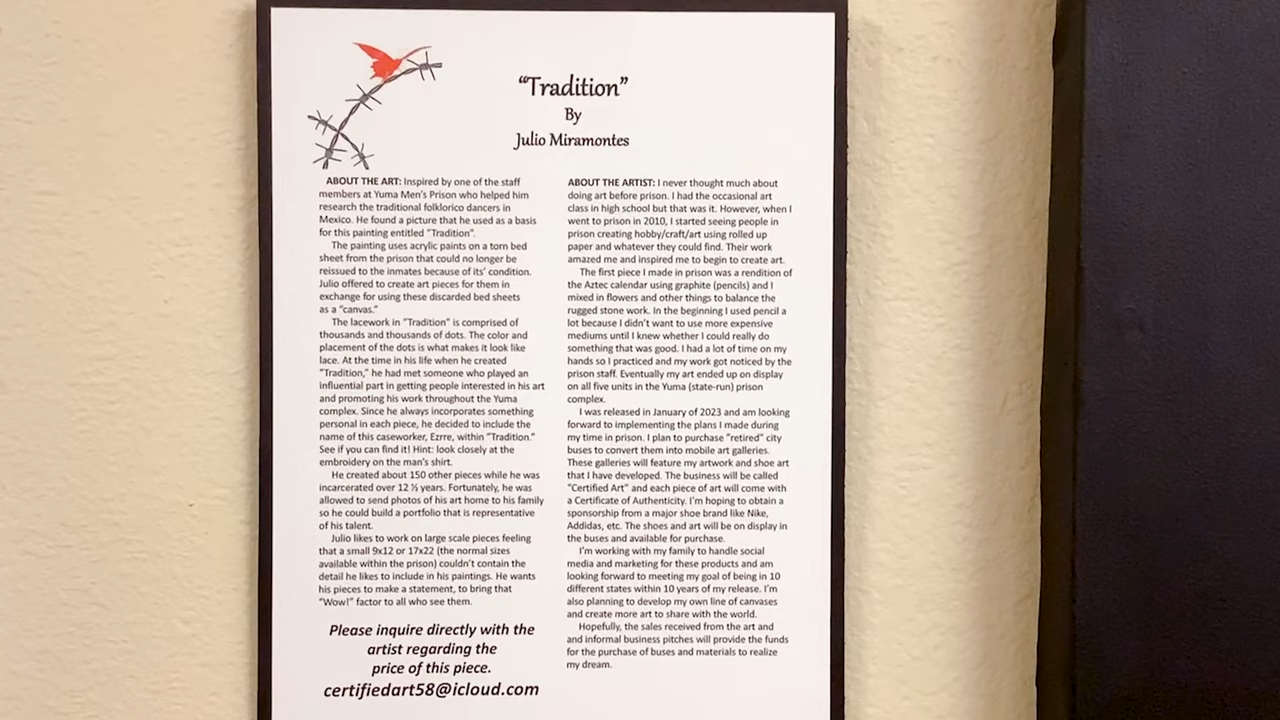 “Tradition”
By
Julio Miramontes
ABOUT THE ART: Inspired by one of the staff
members at Yuma Men's Prison who helped him
research the traditional folklorico dancers in
Mexico. He found a picture that he used as a basis
for this painting entitled "Tradition".
The painting uses acrylic paints on a torn bed
sheet from the prison that could no longer be
reissued to the inmates because of its' condition.
Julio offered to create art pieces for them in
exchange for using these discarded bed sheets
as a "canvas."
The lacework in "Tradition" is comprised of
thousands and thousands of dots. The color and
placement of the dots is what makes it look like
lace. At the time in his life when he created
"Tradition," he had met someone who played an
influential part in getting people interested in his art
and promoting his work throughout the Yuma
complex. Since he always incorporates something
personal in each piece, he decided to include the
name of this caseworker, Ezrre, within "Tradition."
See if you can find it! Hint: look closely at the
embroidery on the man's shirt.
He created about 150 other pieces while he was
incarcerated over 12 ½ years. Fortunately, he was
allowed to send photos of his art home to his family
so he could build a portfolio that is representative
of his talent.
Julio likes to work on large scale pieces feeling
that a small 9x12 or 17x22 (the normal sizes
available within the prison) couldn't contain the
detail he likes to include in his paintings. He wants
his pieces to make a statement, to bring that
"Wow!" factor to all who see them.
Please inquire directly with the
artist regarding the
price of this piece.
certifiedart58@icloud.com
ABOUT THE ARTIST: I never thought much about
doing art before prison. I had the occasional art
class in high school but that was it. However, when I
went to prison in 2010, I started seeing people in
prison creating hobby/craft/art using rolled up
paper and whatever they could find. Their work
amazed me and inspired me to begin to create art.
The first piece I made in prison was a rendition of
the Aztec calendar using graphite (pencils) and I
mixed in flowers and other things to balance the
rugged stone work. In the beginning I used pencil a
lot because I didn't want to use more expensive
mediums until I knew whether I could really do
something that was good. I had a lot of time on my
hands so I practiced and my work got noticed by the
prison staff. Eventually my art ended up on display
on all five units in the Yuma (state-run) prison
complex.
I was released in January of 2023 and am looking
forward to implementing the plans I made during
my time in prison. I plan to purchase "retired" city
buses to convert them into mobile art galleries.
These galleries will feature my artwork and shoe art
that I have developed. The business will be called
"Certified Art" and each piece of art will come with
a Certificate of Authenticity. I'm hoping to obtain a
sponsorship from a major shoe brand like Nike,
Addidas, etc. The shoes and art will be on display in
the buses and available for purchase.
I'm working with my family to handle social
media and marketing for these products and am
looking forward to meeting my goal of being in 10
different states within 10 years of my release. I'm
also planning to develop my own line of canvases
and create more art to share with the world.
Hopefully, the sales received from the art and
and informal business pitches will provide the funds
for the purchase of buses and materials to realize
my dream.